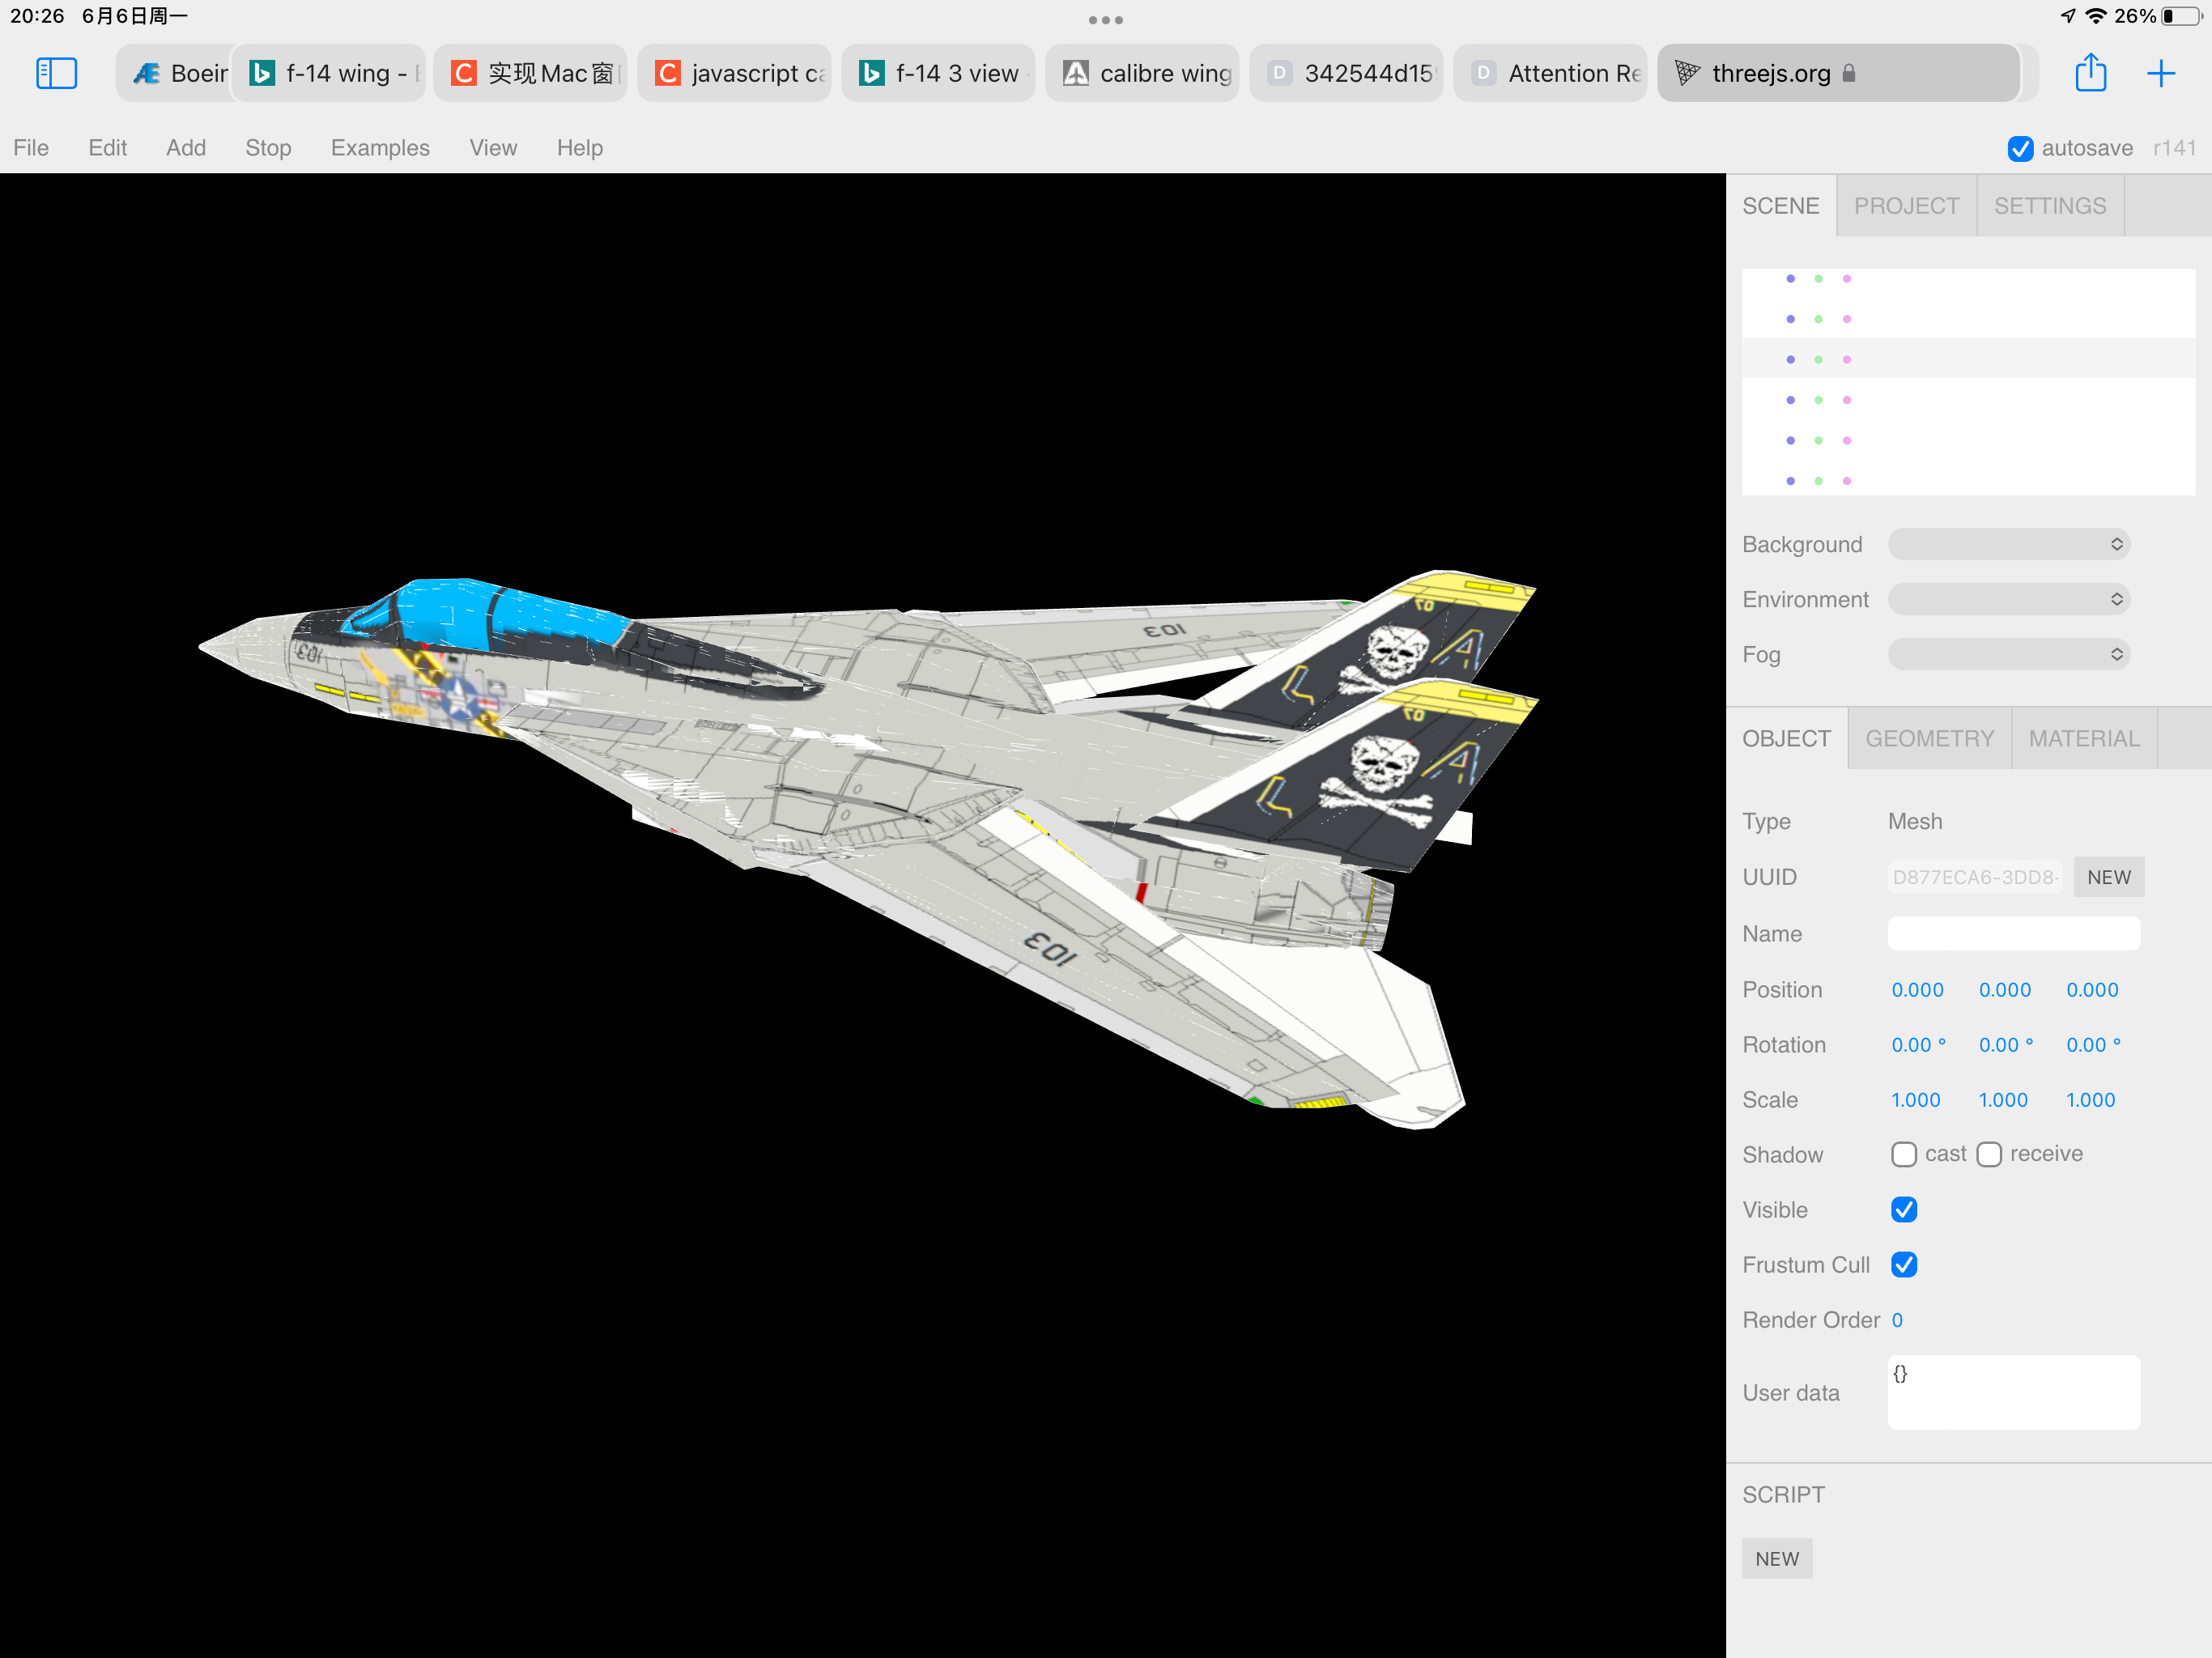 20:26 6月6日周一
26%
Boeir
f-14 wing -
实现Mac窗
javascript ca
f-14 3 view
calibre wing
342544d15
Attention Re
threejs.org
File Edit Add Stop Examples View Help
autosave r141
SCENE PROJECT SETTINGS
Background
Environment
Fog
OBJECT GEOMETRY MATERIAL
Type Mesh
UUID D877ECA6-3DD8- NEW
Name
Position 0.000 0.000 0.000
Rotation 0.00 ° 0.00 ° 0.00 °
Scale 1.000 1.000 1.000
Shadow cast receive
Visible
Frustum Cull
Render Order 0
User data {}
SCRIPT
NEW
103
103
103